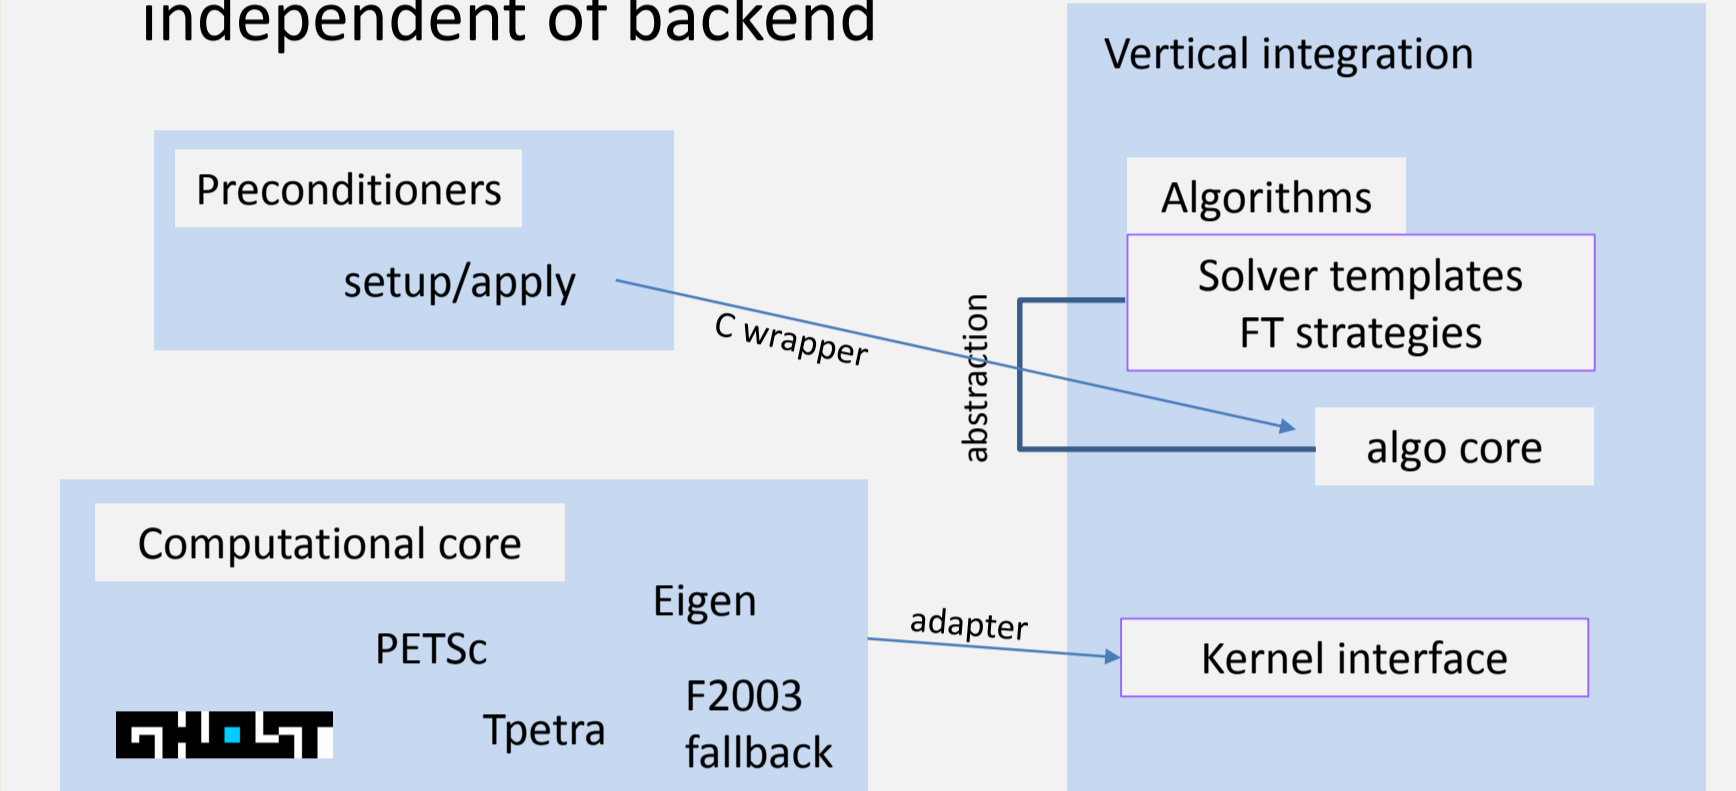 independent of backend
Vertical integration
Preconditioners
setup/apply
C wrapper
abstraction
Algorithms
Solver templates
FT strategies
algo core
Computational core
Eigen
PETSc
F2003
fallback
Tpetra
GHOST
adapter
Kernel interface